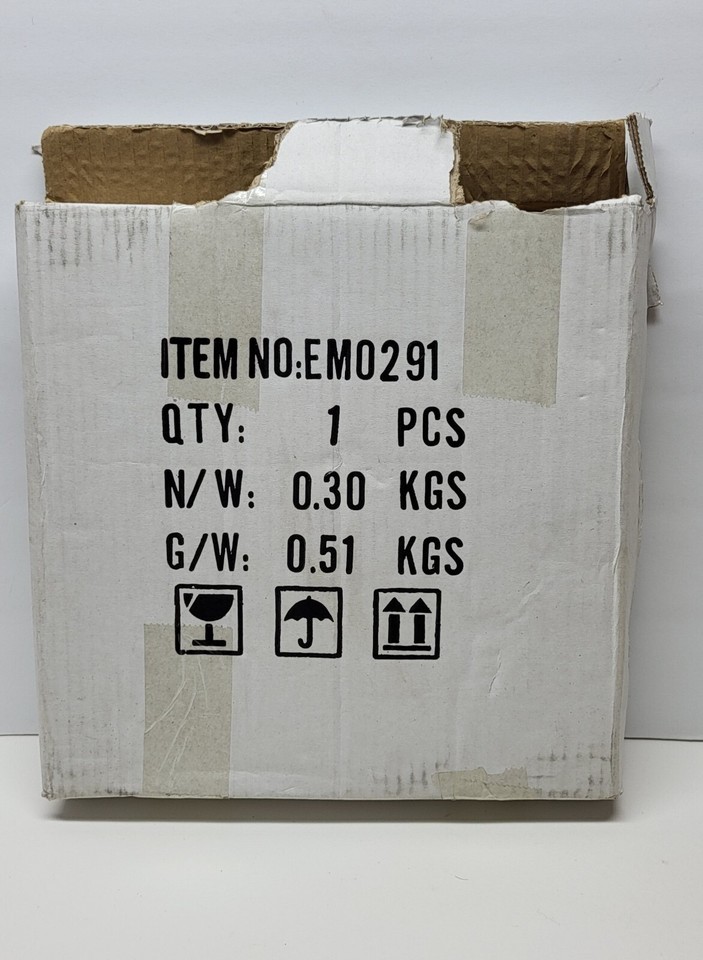 ITEM NO:EM0291
QTY: 1 PCS
N/W: 0.30 KGS
G/W: 0.51 KGS